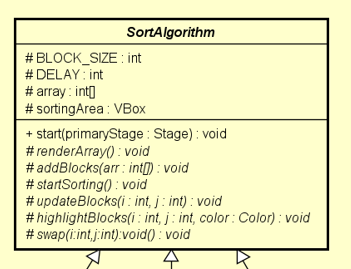 SortAlgorithm
# BLOCK_SIZE : int
# DELAY : int
# array : int[]
# sortingArea : VBox
+ start(primaryStage : Stage) : void
# renderArray() : void
# addBlocks(arr : int[]) : void
# startSorting() : void
# updateBlocks(i : int, j : int) : void
# highlightBlocks(i : int, j : int, color : Color) : void
# swap(i:int,j:int):void() : void